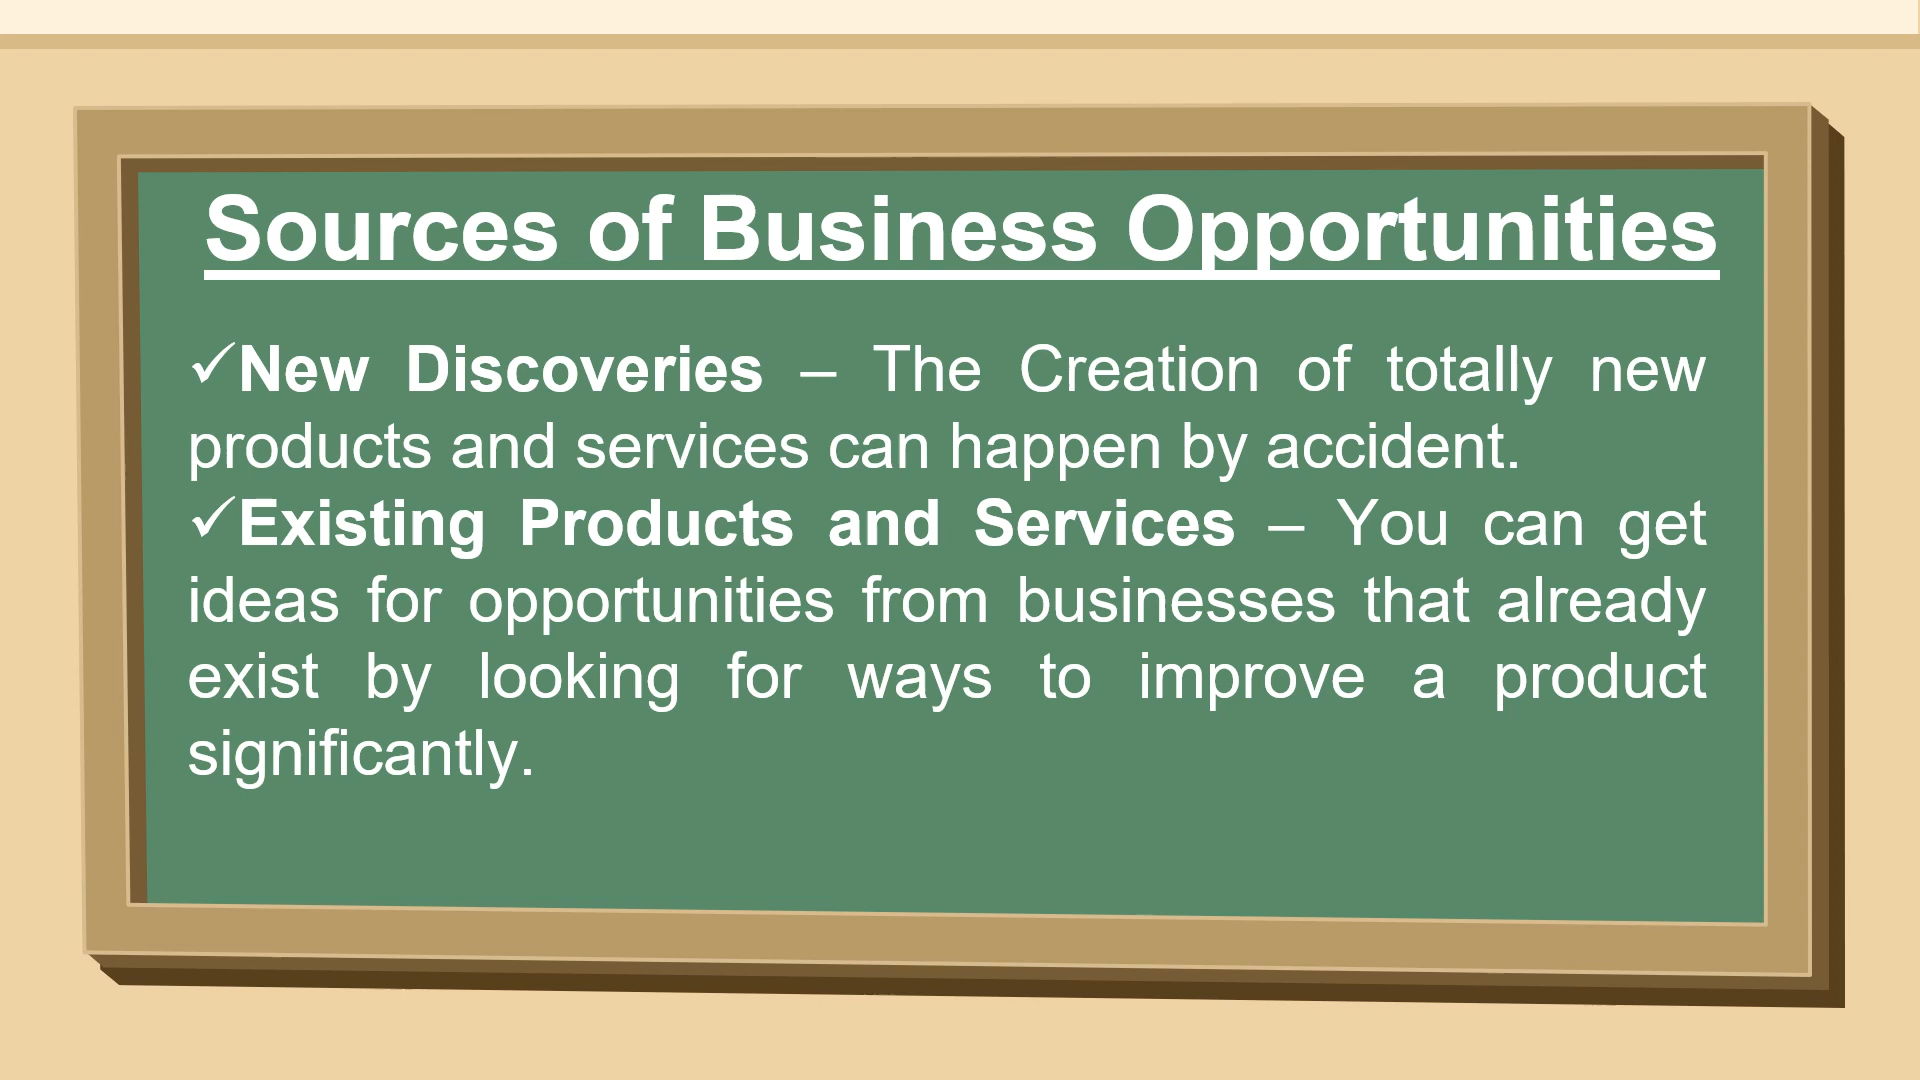 Sources of Business Opportunities
✓New Discoveries – The Creation of totally new
products and services can happen by accident.
✓Existing Products and Services – You can get
ideas for opportunities from businesses that already
exist by looking for ways to improve a product
significantly.